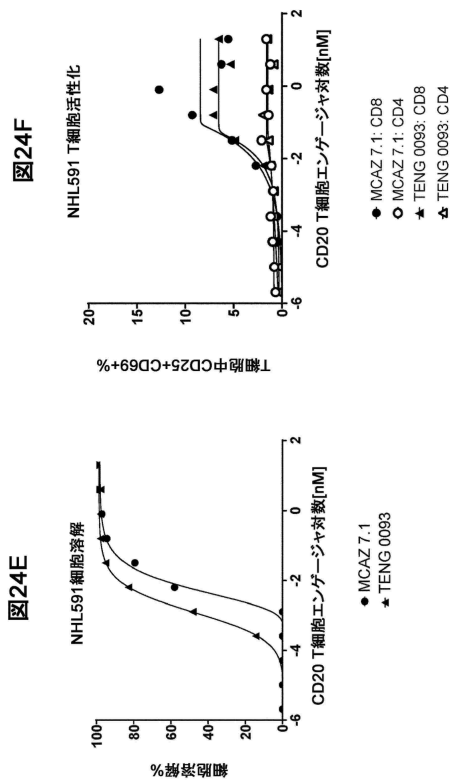 図24E
NHL591細胞溶解
細胞溶解%
100
80
60
40
20
0
-6
-4
-2
0
2
CD20 T細胞エンゲージャ対数[nM]
● MCAZ 7.1
★ TENG 0093
図24F
NHL591 T細胞活性化
T細胞中CD25+CD69+%
20
15
10
5
0
-6
-4
-2
0
2
CD20 T細胞エンゲージャ対数[nM]
● MCAZ 7.1: CD8
○ MCAZ 7.1: CD4
★ TENG 0093: CD8
☆ TENG 0093: CD4